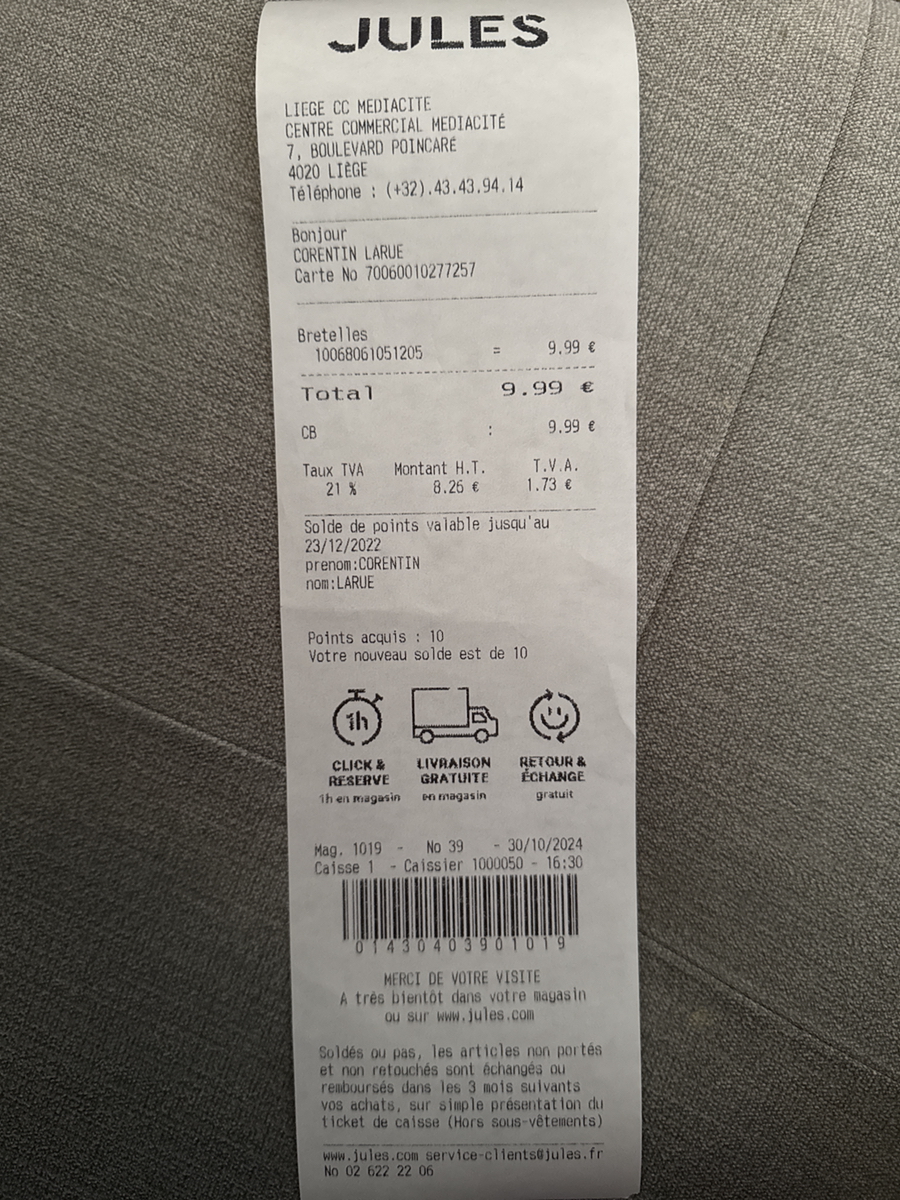 JULES
LIEGE CC MEDIACITE
CENTRE COMMERCIAL MEDIACITÉ
7, BOULEVARD POINCARÉ
4020 LIÈGE
Téléphone : (+32).43.43.94.14
Bonjour
CORENTIN LARUE
Carte No 70060010277257
Bretelles
10068061051205 = 9.99 €
Total 9.99 €
CB : 9.99 €
Taux TVA Montant H.T. T.V.A.
21 % 8.26 € 1.73 €
Solde de points valable jusqu'au
23/12/2022
prenom:CORENTIN
nom:LARUE
Points acquis : 10
Votre nouveau solde est de 10
1h
CLICK & RESERVE 1h en magasin
LIVRAISON GRATUITE en magasin
RETOUR & ÉCHANGE gratuit
Mag. 1019 - No 39 - 30/10/2024
Caisse 1 - Caissier 1000050 - 16:30
01430403901019
MERCI DE VOTRE VISITE
A très bientôt dans votre magasin
ou sur www.jules.com
Soldés ou pas, les articles non portés
et non retouchés sont échangés ou
remboursés dans les 3 mois suivants
vos achats, sur simple présentation du
ticket de caisse (Hors sous-vêtements)
www.jules.com service-clients@jules.fr
No 02 622 22 06